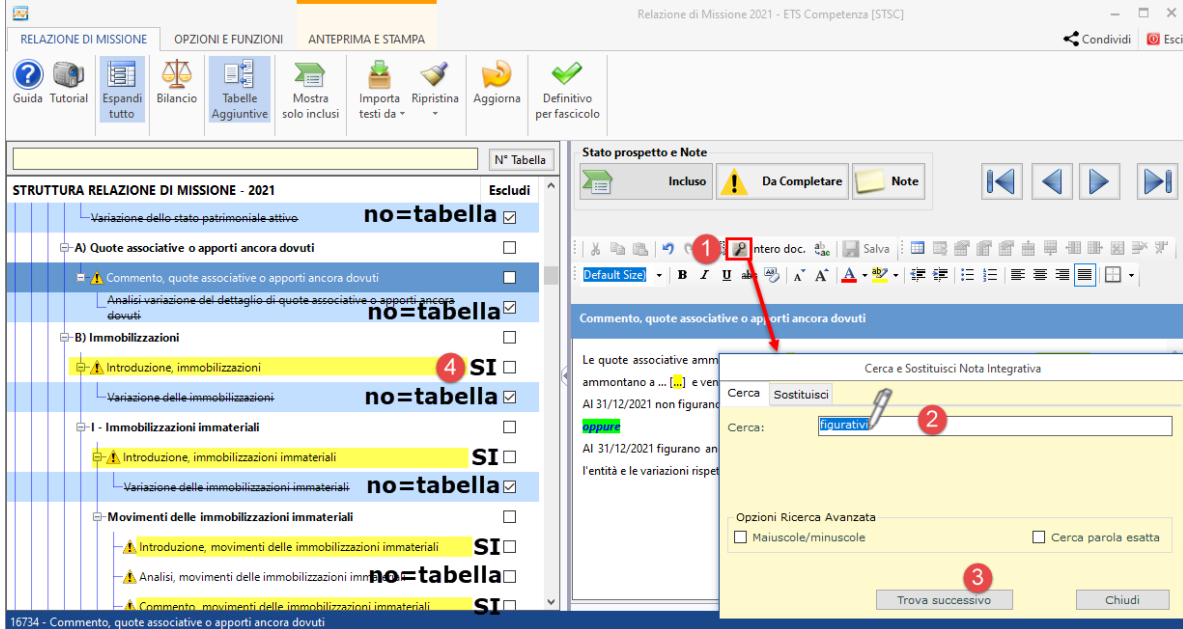 Relazione di Missione 2021 - ETS Competenza [STSC]
RELAZIONE DI MISSIONE OPZIONI E FUNZIONI ANTEPRIMA E STAMPA
Condividi Esci
Guida Tutorial Espandi tutto Bilancio Tabelle Aggiuntive Mostra solo inclusi Importa testi da Ripristina Aggiorna Definitivo per fascicolo
N° Tabella
STRUTTURA RELAZIONE DI MISSIONE - 2021 Escludi
Variazione dello stato patrimoniale attivo no=tabella
A) Quote associative o apporti ancora dovuti
Commento, quote associative o apporti ancora dovuti
Analisi variazione del dettaglio di quote associative o apporti ancora
dovuti no=tabella
B) Immobilizzazioni
Introduzione, immobilizzazioni 4 SI
Variazione delle immobilizzazioni no=tabella
I - Immobilizzazioni immateriali
Introduzione, immobilizzazioni immateriali SI
Variazione delle immobilizzazioni immateriali no=tabella
Movimenti delle immobilizzazioni immateriali
Introduzione, movimenti delle immobilizzazioni immateriali SI
Analisi, movimenti delle immobilizzazioni no=tabella
Commento, movimenti delle immobilizzazioni immateriali SI
16734 - Commento, quote associative o apporti ancora dovuti
Stato prospetto e Note
Incluso Da Completare Note
1 ntero doc. Salva
Default Size) B I U abc A A A aby
Commento, quote associative o apporti ancora dovuti
Le quote associative amm
ammontano a ... [...] e ven
Al 31/12/2021 non figurano
oppure
Al 31/12/2021 figurano an
l'entità e le variazioni rispet
Cerca e Sostituisci Nota Integrativa
Cerca Sostituisci
Cerca: figurativi 2
Opzioni Ricerca Avanzata
Maiuscole/minuscole Cerca parola esatta
3
Trova successivo Chiudi